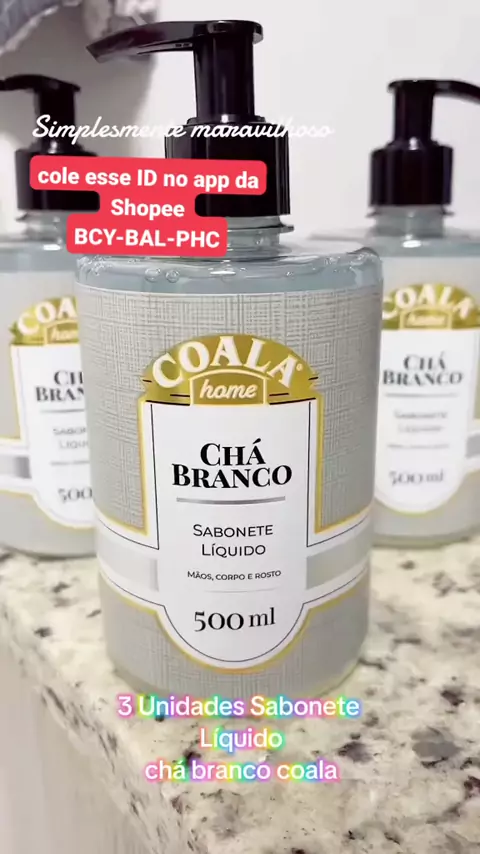 Simplesmente maravilhoso
cole esse ID no app da
Shopee
BCY-BAL-PHC
COALA
home
CHÁ
BRANCO
SABONETE
LÍQUIDO
MÃOS, CORPO E ROSTO
500 ml
COALA
home
CHÁ
BRANCO
SABONETE
LÍQUIDO
500 ml
COALA
home
CHÁ
BRANCO
SABONETE
LÍQUIDO
500 ml
3 Unidades Sabonete
Líquido
chá branco coala